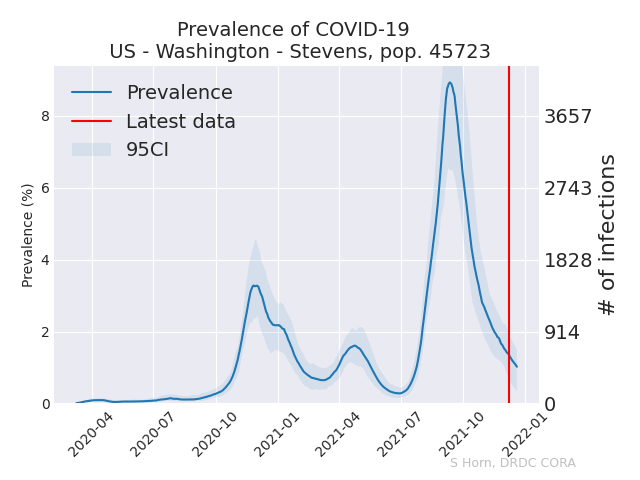 Prevalence of COVID-19
US - Washington - Stevens, pop. 45723
Prevalence
Latest data
95CI
Prevalence (%)
8
6
4
2
0
3657
2743
1828
914
0
# of infections
2020-04
2020-07
2020-10
2021-01
2021-04
2021-07
2021-10
2022-01
S Horn, DRDC CORA